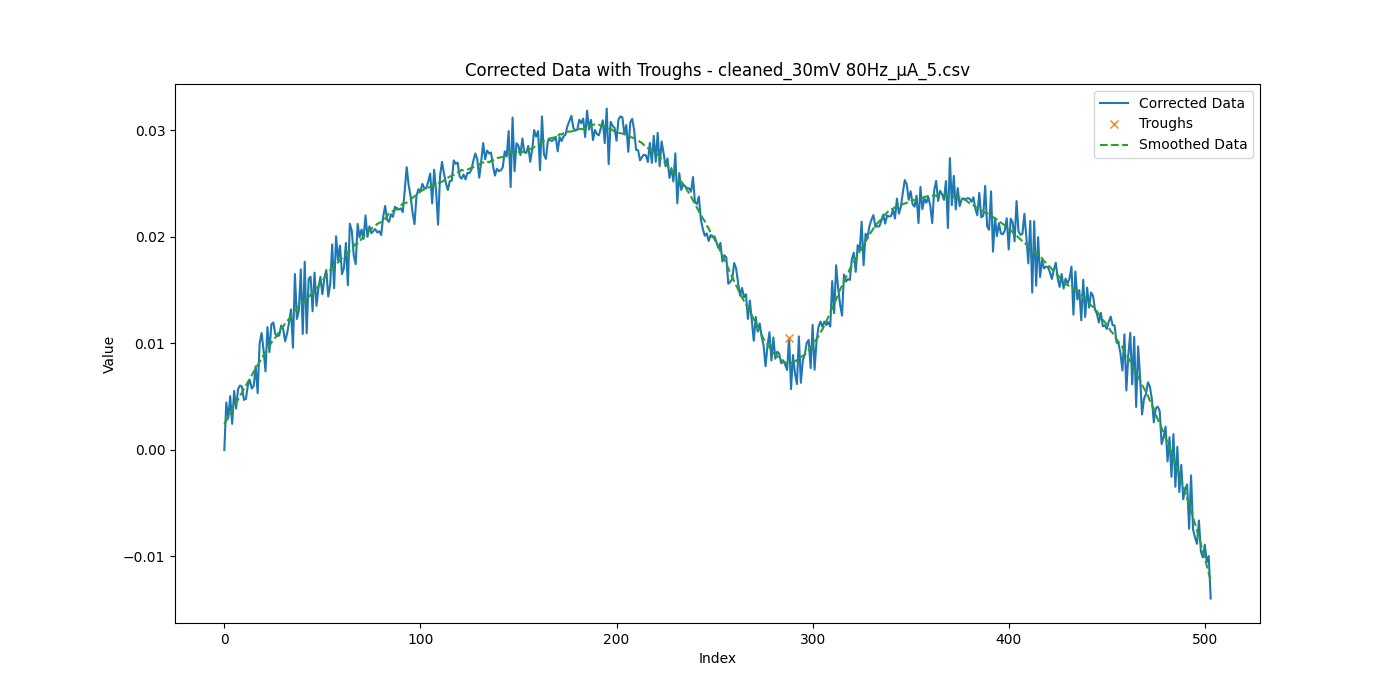 Corrected Data with Troughs - cleaned_30mV 80Hz_µA_5.csv
Corrected Data
Troughs
Smoothed Data
Value
0.03
0.02
0.01
0.00
−0.01
0
100
200
300
400
500
Index